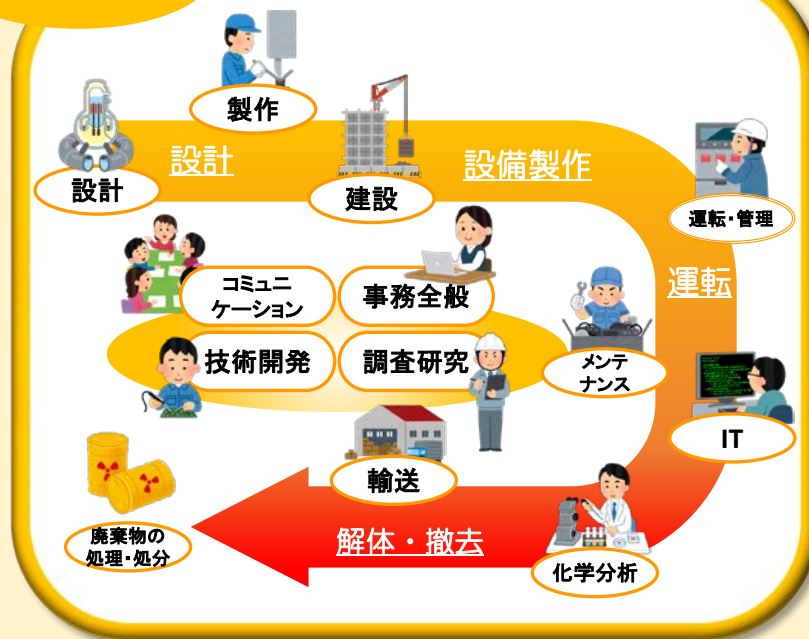 製作
設計
設計
建設
設備製作
運転・管理
運転
コミュニ
ケーション
事務全般
技術開発
調査研究
メンテ
ナンス
IT
輸送
廃棄物の
処理・処分
解体・撤去
化学分析